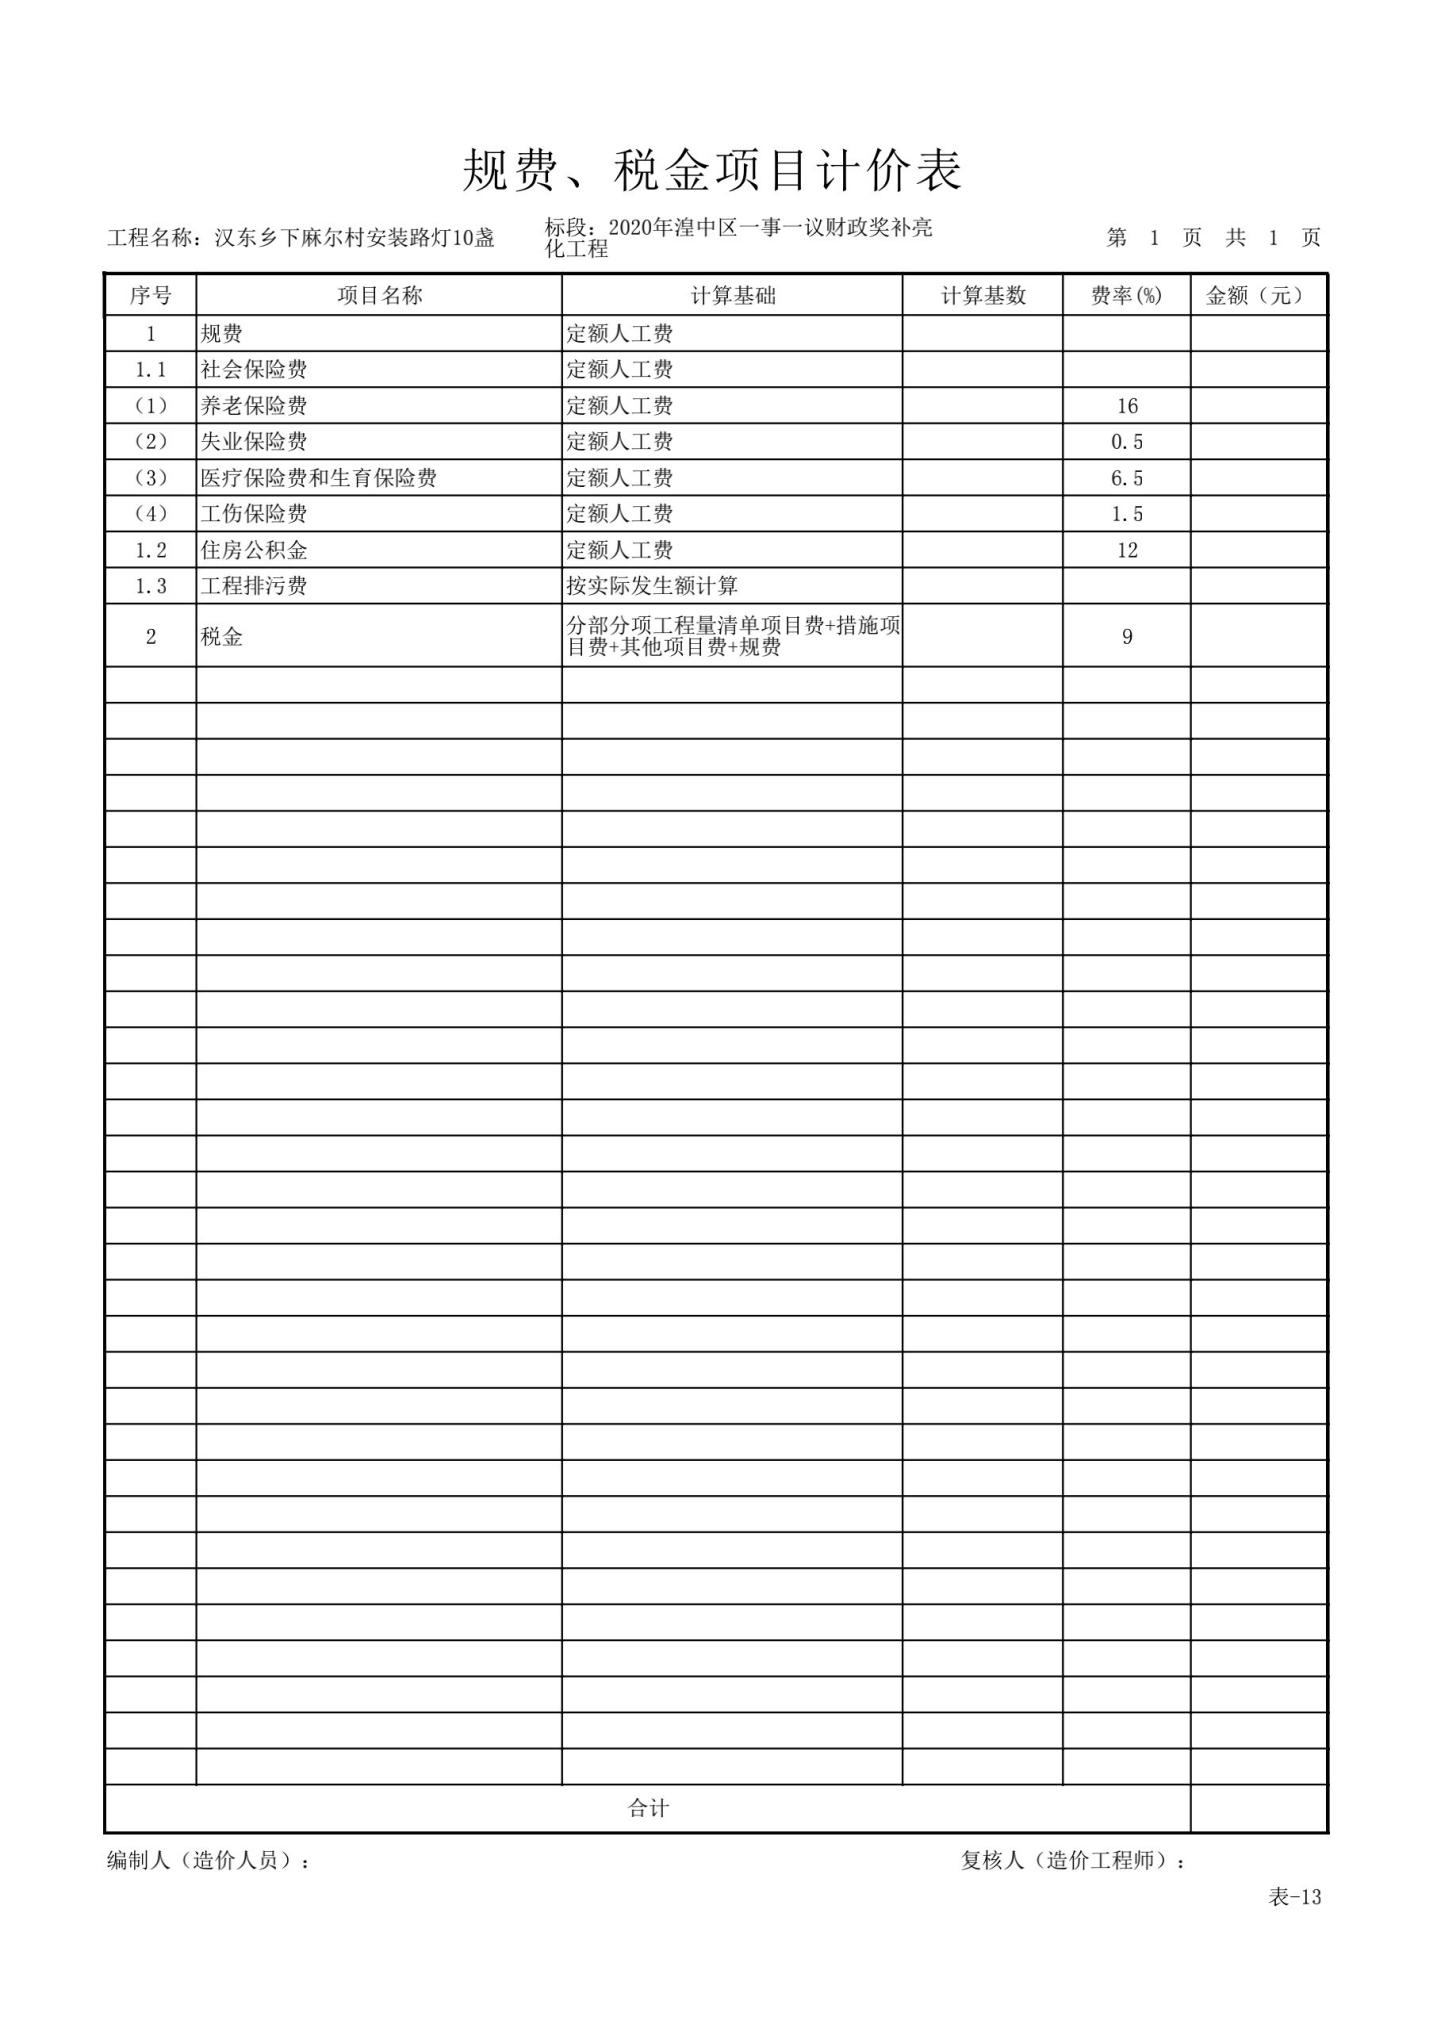 规费、税金项目计价表
工程名称：汉东乡下麻尔村安装路灯10盏
标段：2020年湟中区一事一议财政奖补亮
化工程
第 1 页 共 1 页
序号 项目名称 计算基础 计算基数 费率(%) 金额（元）
1 规费 定额人工费
1.1 社会保险费 定额人工费
（1） 养老保险费 定额人工费 16
（2） 失业保险费 定额人工费 0.5
（3） 医疗保险费和生育保险费 定额人工费 6.5
（4） 工伤保险费 定额人工费 1.5
1.2 住房公积金 定额人工费 12
1.3 工程排污费 按实际发生额计算
2 税金 分部分项工程量清单项目费+措施项
目费+其他项目费+规费 9
合计
编制人（造价人员）： 复核人（造价工程师）：
表-13